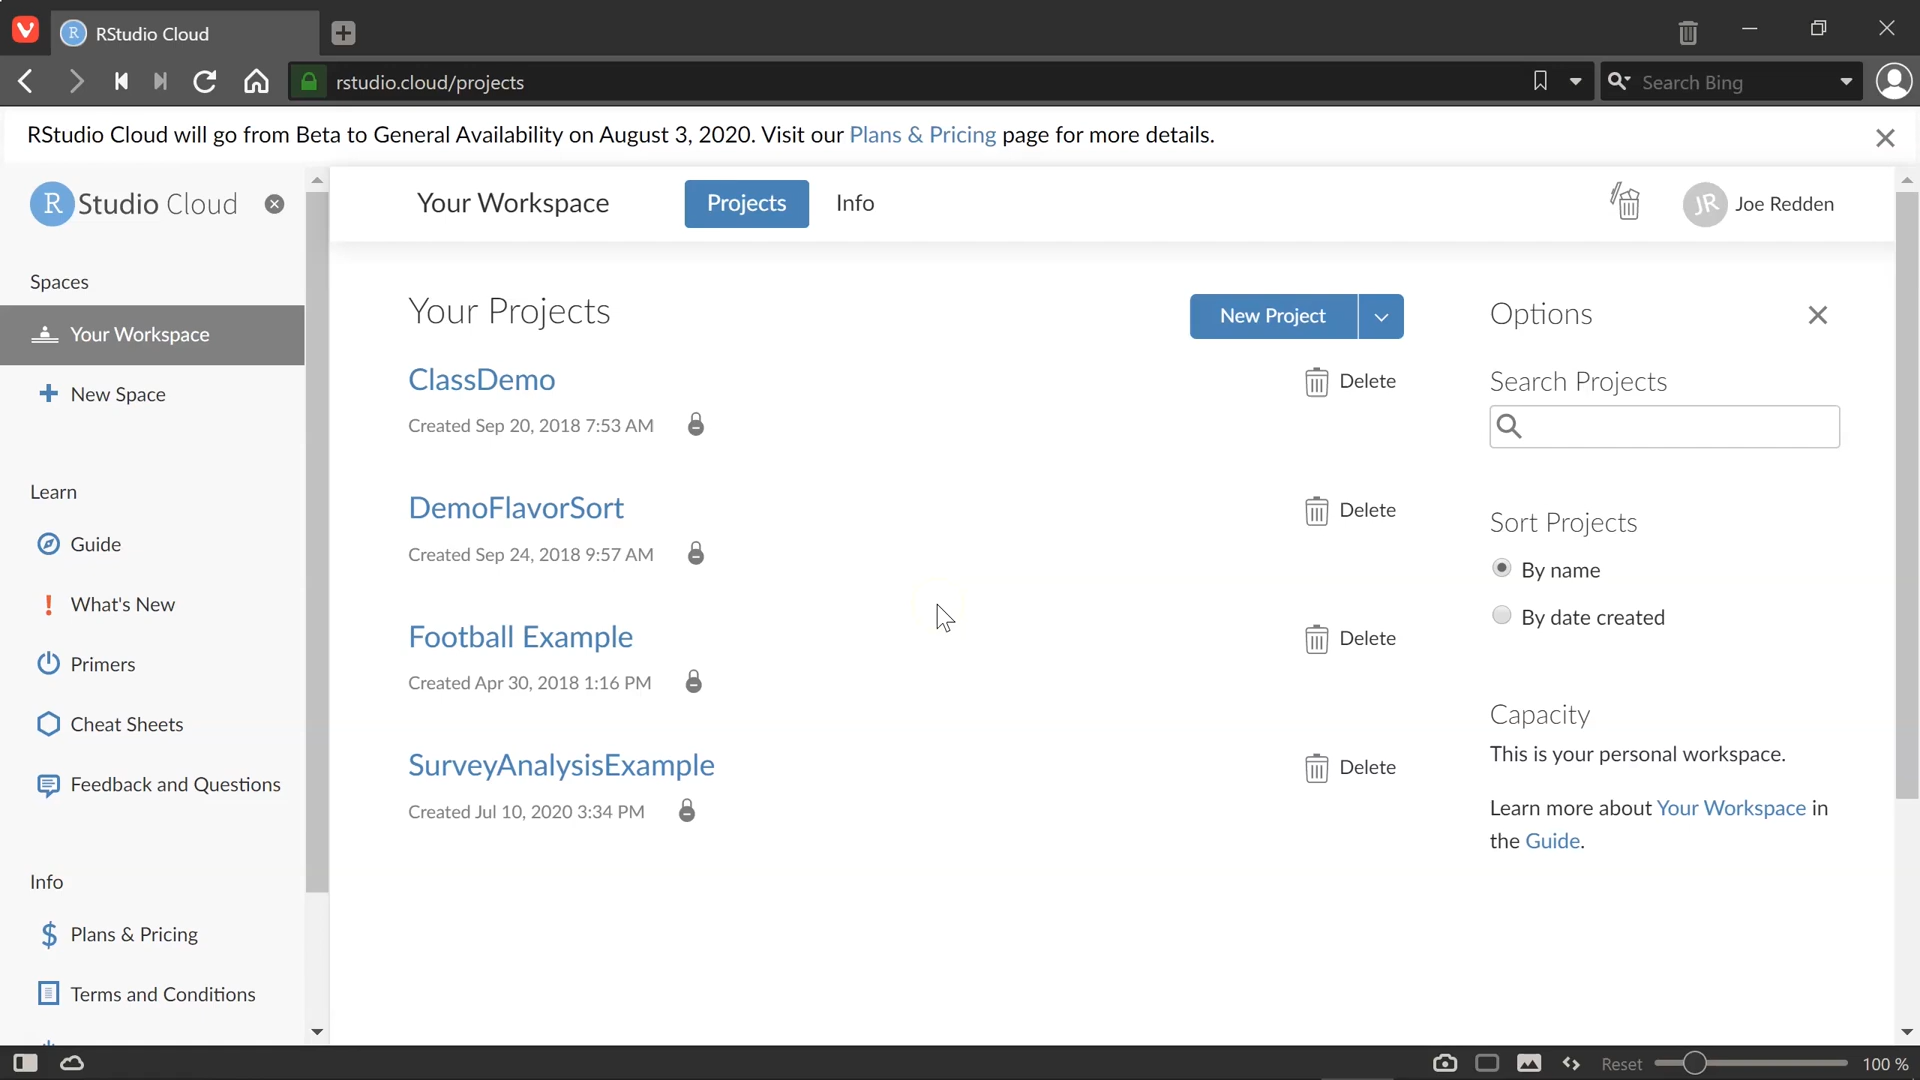 RStudio Cloud
rstudio.cloud/projects
Search Bing
RStudio Cloud will go from Beta to General Availability on August 3, 2020. Visit our Plans & Pricing page for more details.
R Studio Cloud
Your Workspace
Projects
Info
JR
Joe Redden
Spaces
Your Workspace
New Space
Learn
Guide
What's New
Primers
Cheat Sheets
Feedback and Questions
Info
Plans & Pricing
Terms and Conditions
Your Projects
New Project
ClassDemo
Delete
Created Sep 20, 2018 7:53 AM
DemoFlavorSort
Delete
Created Sep 24, 2018 9:57 AM
Football Example
Delete
Created Apr 30, 2018 1:16 PM
SurveyAnalysisExample
Delete
Created Jul 10, 2020 3:34 PM
Options
Search Projects
Sort Projects
By name
By date created
Capacity
This is your personal workspace.
Learn more about Your Workspace in
the Guide.
Reset
100 %